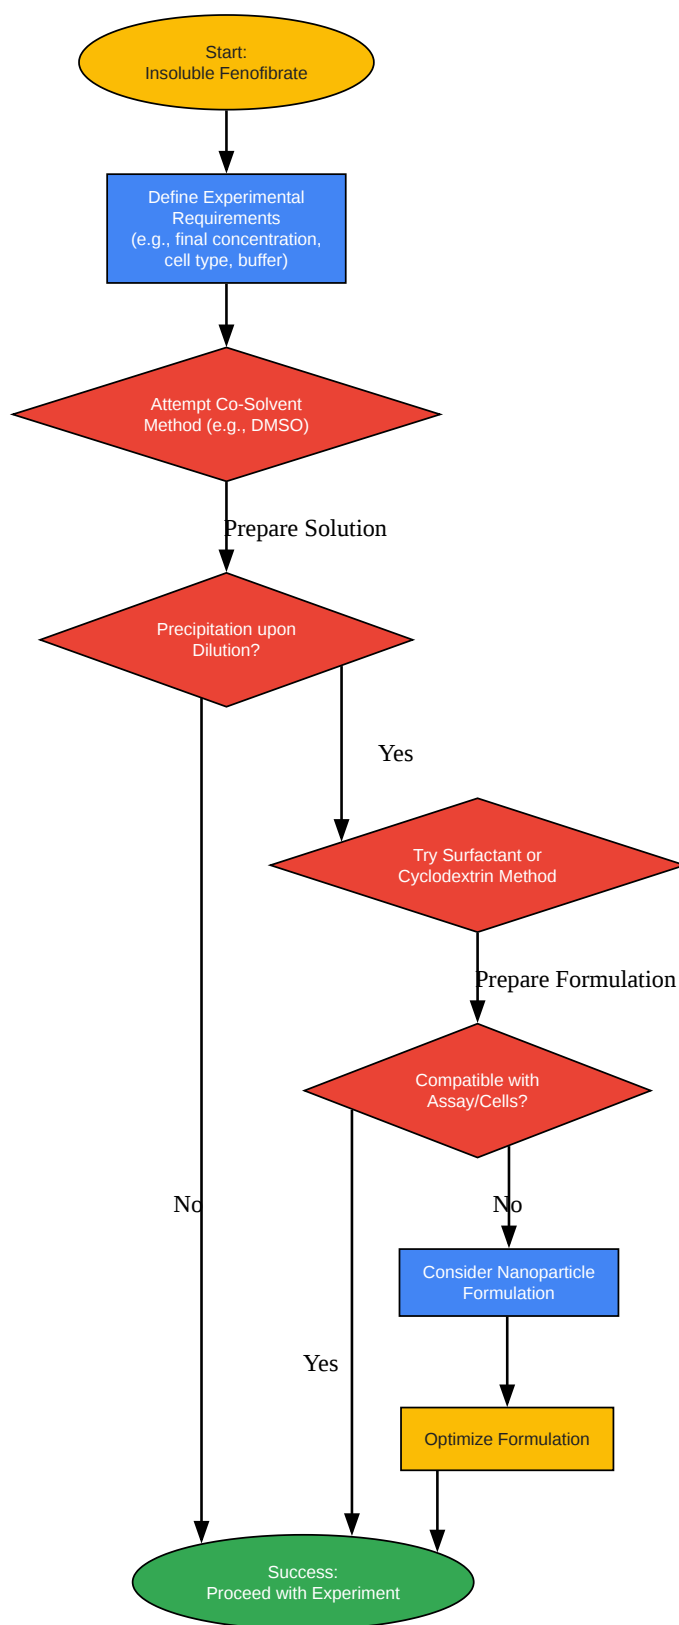 Start:
Insoluble Fenofibrate
Define Experimental
Requirements
(e.g., final concentration,
cell type, buffer)
Attempt Co-Solvent
Method (e.g., DMSO)
Prepare Solution
Precipitation upon
Dilution?
Yes
Try Surfactant or
Cyclodextrin Method
Prepare Formulation
Compatible with
Assay/Cells?
No
No
Consider Nanoparticle
Formulation
Yes
Optimize Formulation
Success:
Proceed with Experiment